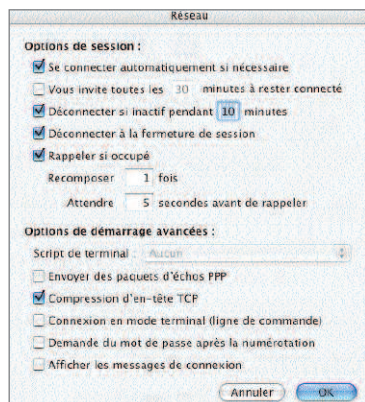 Réseau
Options de session :
Se connecter automatiquement si nécessaire
Vous invite toutes les 30 minutes à rester connecté
Déconnecter si inactif pendant 10 minutes
Déconnecter à la fermeture de session
Rappeler si occupé
Recomposer 1 fois
Attendre 5 secondes avant de rappeler
Options de démarrage avancées :
Script de terminal : Aucun
Envoyer des paquets d'échos PPP
Compression d'en-tête TCP
Connexion en mode terminal (ligne de commande)
Demande du mot de passe après la numérotation
Afficher les messages de connexion
Annuler OK